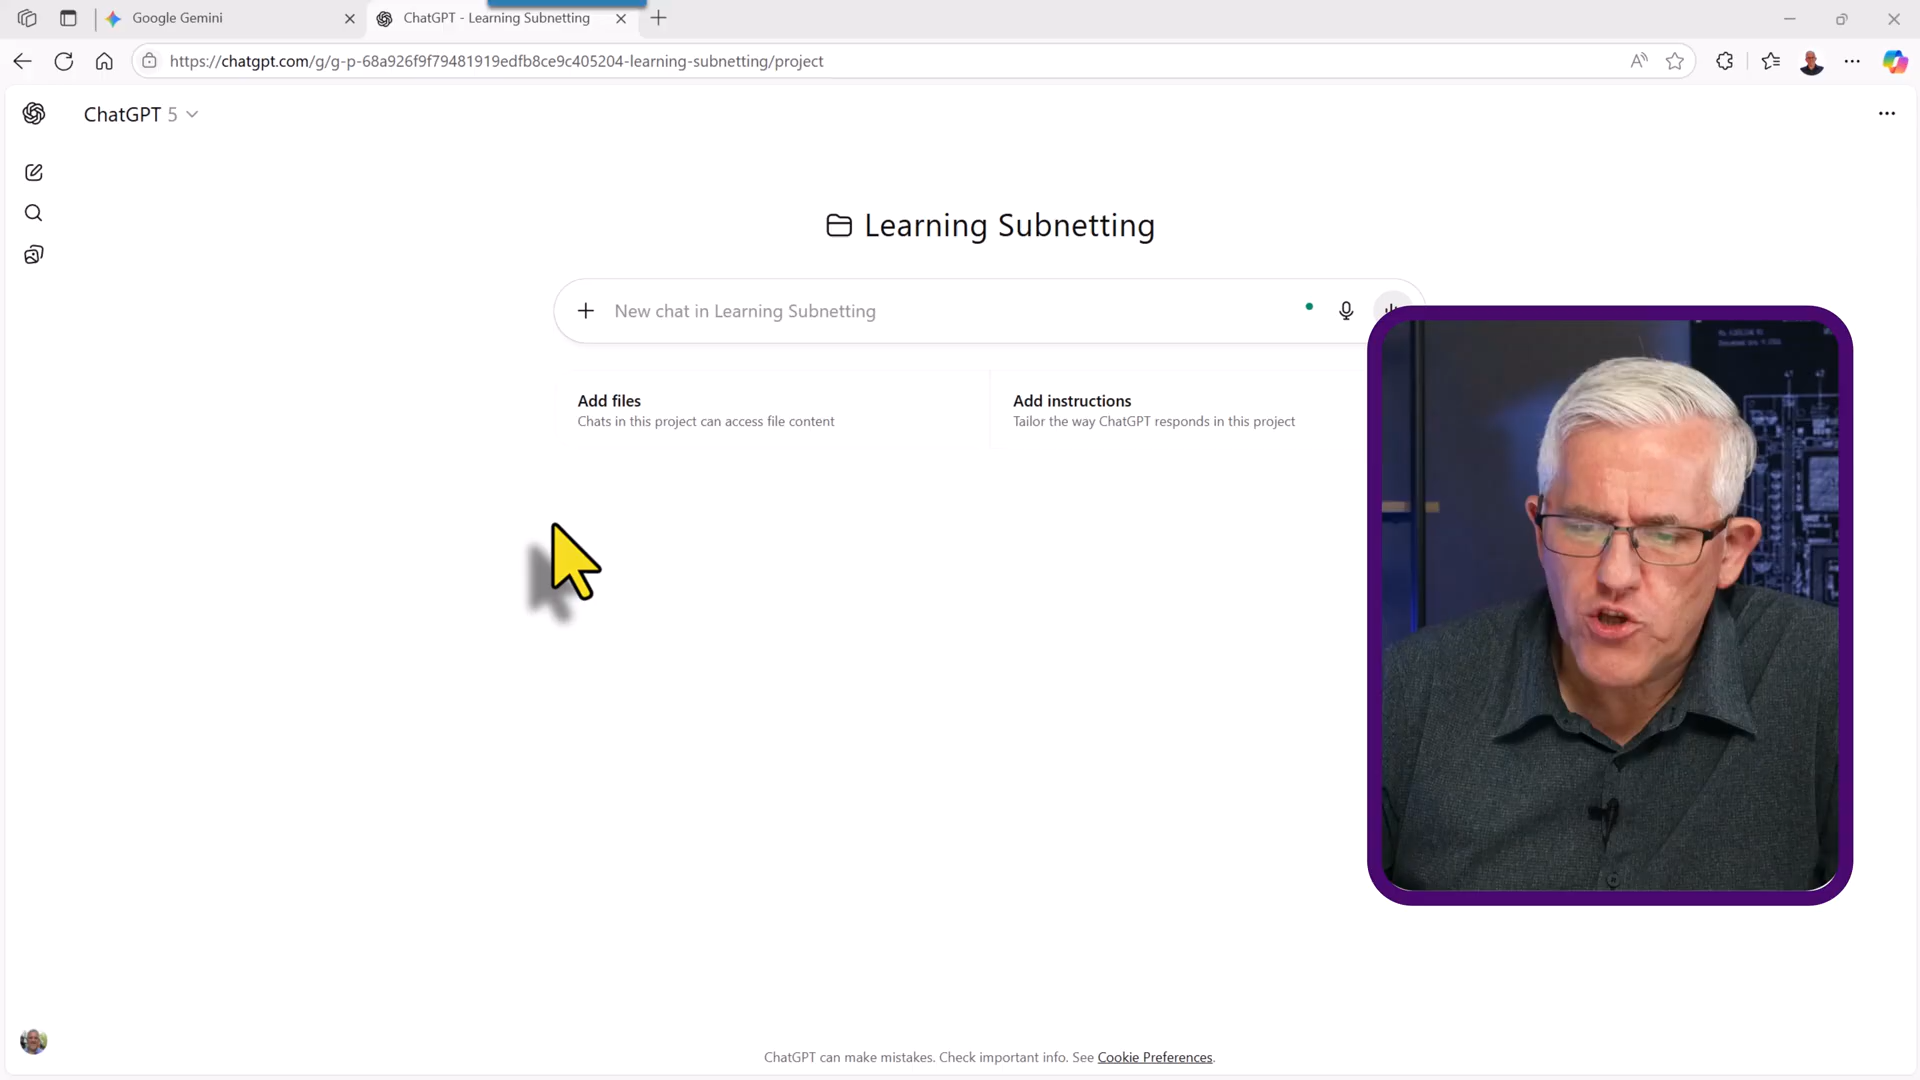 Google Gemini
ChatGPT - Learning Subnetting
https://chatgpt.com/g/g-p-68a926f9f79481919edfb8ce9c405204-learning-subnetting/project
ChatGPT 5
Learning Subnetting
New chat in Learning Subnetting
Add files
Chats in this project can access file content
Add instructions
Tailor the way ChatGPT responds in this project
ChatGPT can make mistakes. Check important info. See Cookie Preferences.